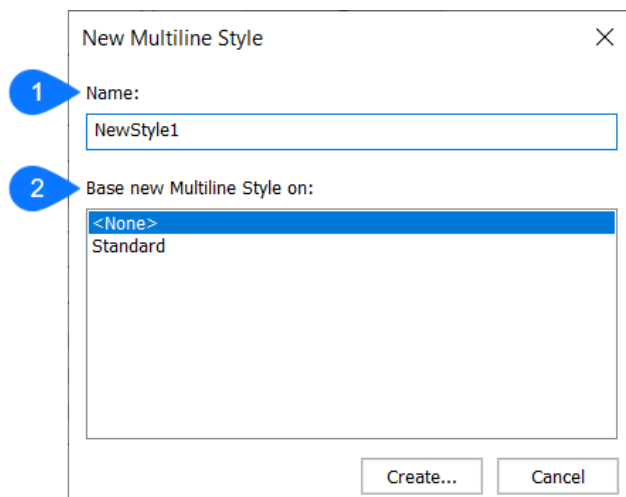 New Multiline Style
1
Name:
NewStyle1
2
Base new Multiline Style on:
<None>
Standard
Create...
Cancel